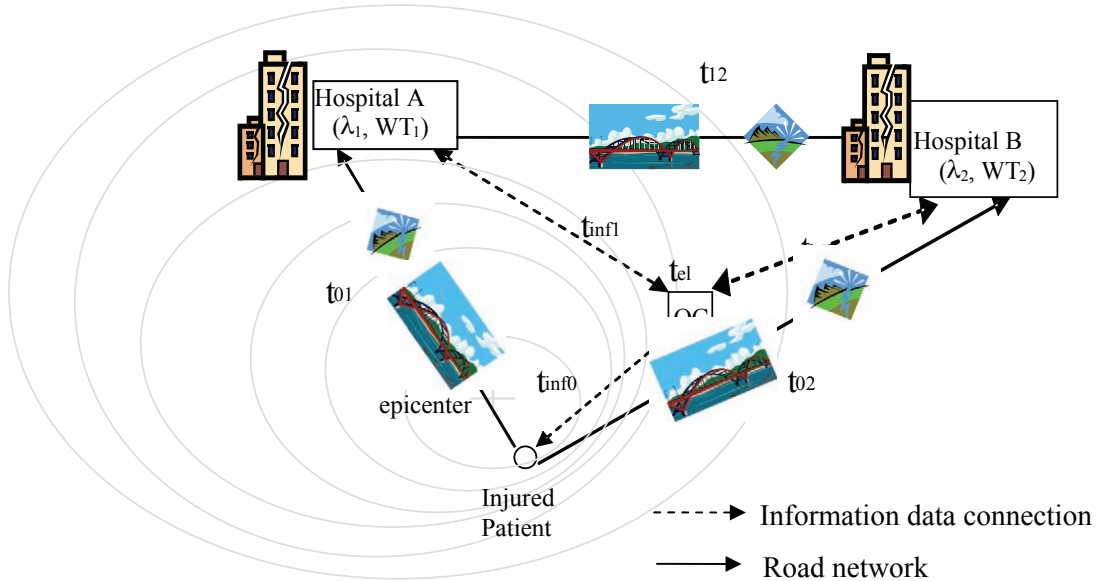 t12
Hospital A
(λ1, WT1)
Hospital B
(λ2, WT2)
tinf1
tel
t01
tinf0
t02
epicenter
Injured
Patient
Information data connection
Road network